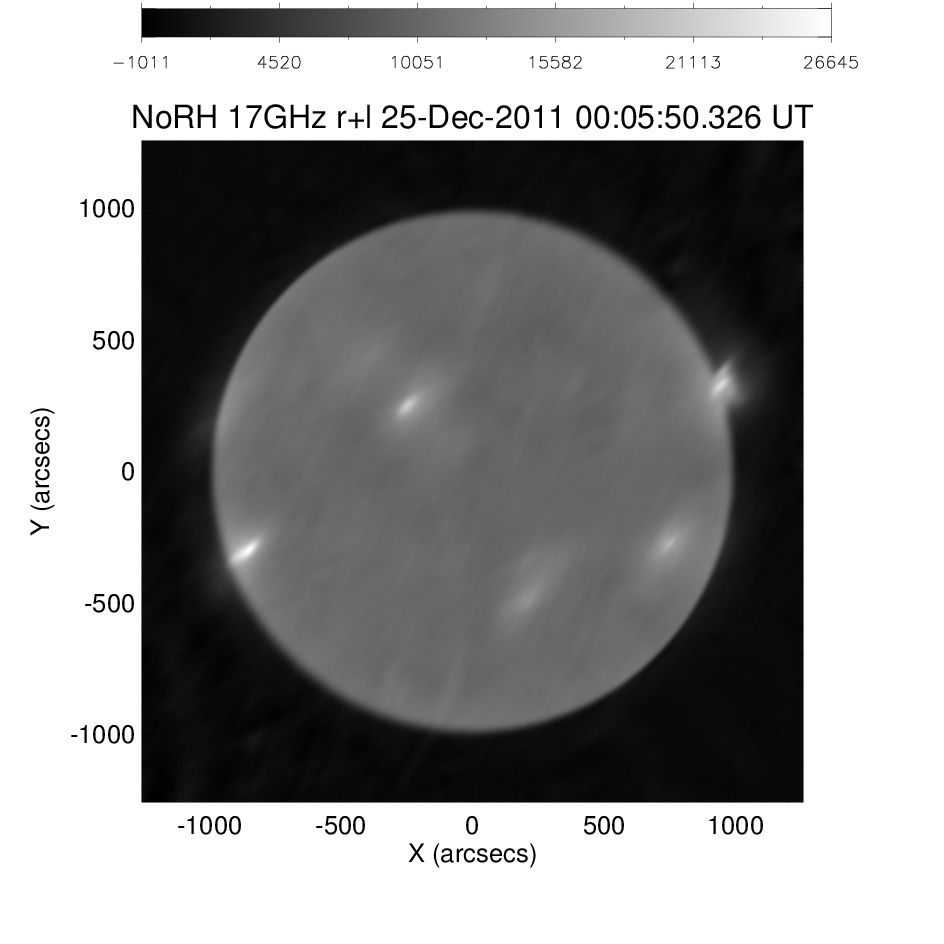 −1011 4520 10051 15582 21113 26645
NoRH 17GHz r+l 25-Dec-2011 00:05:50.326 UT
1000
500
0
-500
-1000
Y (arcsecs)
-1000 -500 0 500 1000
X (arcsecs)